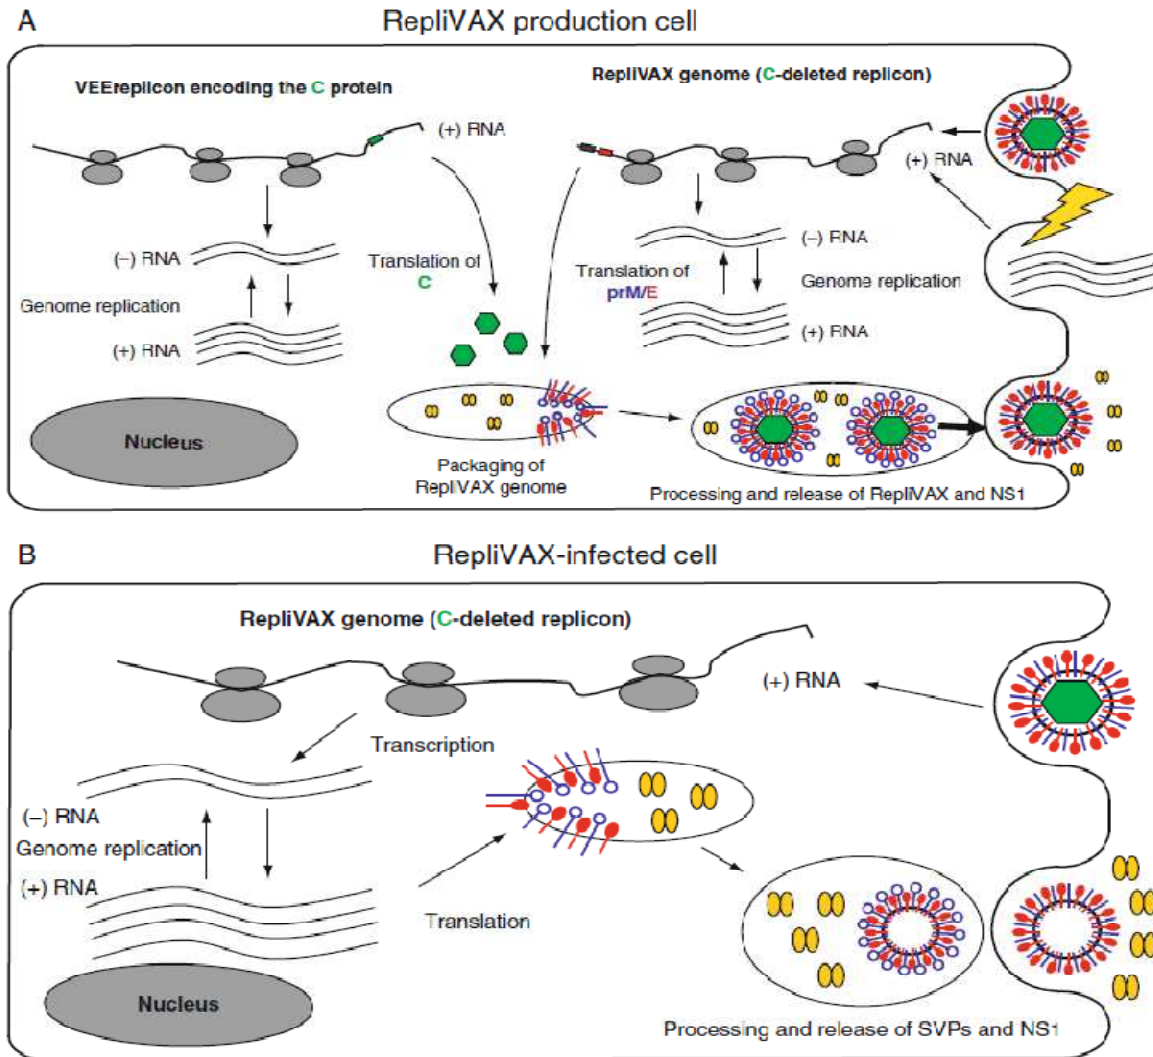 A
RepliVAX production cell
VEEreplicon encoding the C protein
RepliVAX genome (C-deleted replicon)
(+) RNA
(+) RNA
(−) RNA
Genome replication
(+) RNA
Translation of
C
Translation of
prM/E
(−) RNA
Genome replication
(+) RNA
Nucleus
Packaging of
RepliVAX genome
Processing and release of RepliVAX and NS1
B
RepliVAX-infected cell
RepliVAX genome (C-deleted replicon)
(+) RNA
Transcription
(−) RNA
Genome replication
(+) RNA
Translation
Nucleus
Processing and release of SVPs and NS1